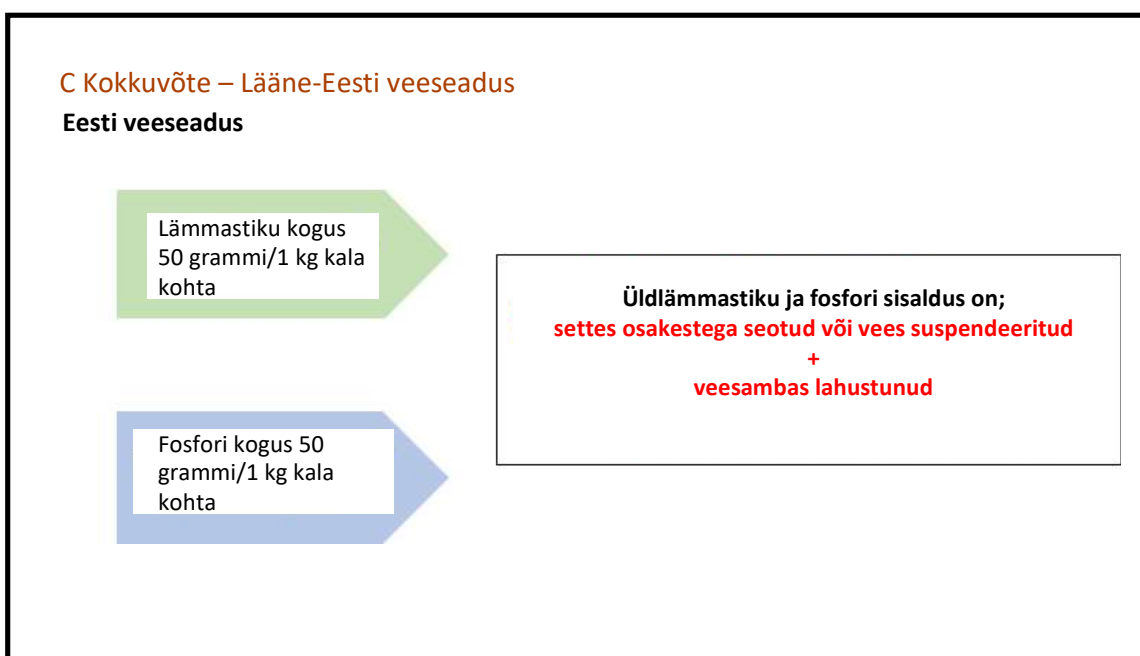 C Kokkuvõte – Lääne-Eesti veeseadus
Eesti veeseadus
Lämmastiku kogus
50 grammi/1 kg kala
kohta
Üldlämmastiku ja fosfori sisaldus on;
settes osakestega seotud või vees suspendeeritud
+
veesambas lahustunud
Fosfori kogus 50
grammi/1 kg kala
kohta